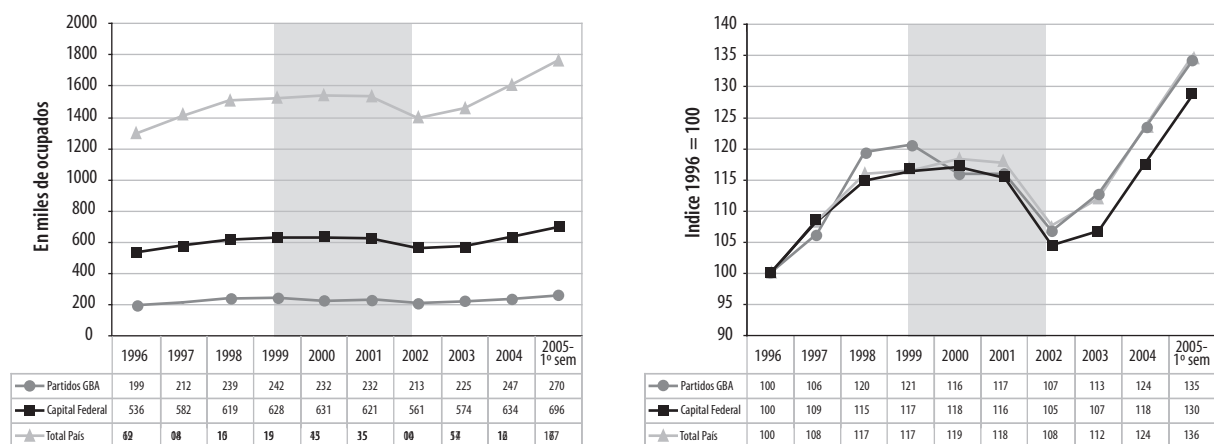 2000
1800
1600
1400
1200
1000
800
600
400
200
0
En miles de ocupados
1996 1997 1998 1999 2000 2001 2002 2003 2004 2005- 1º sem
Partidos GBA 199 212 239 242 232 232 213 225 247 270
Capital Federal 536 582 619 628 631 621 561 574 634 696
Total País
140
135
130
125
120
115
110
105
100
95
90
Indice 1996 = 100
1996 1997 1998 1999 2000 2001 2002 2003 2004 2005- 1º sem
Partidos GBA 100 106 120 121 116 117 107 113 124 135
Capital Federal 100 109 115 117 118 116 105 107 118 130
Total País 100 108 117 117 119 118 108 112 124 136